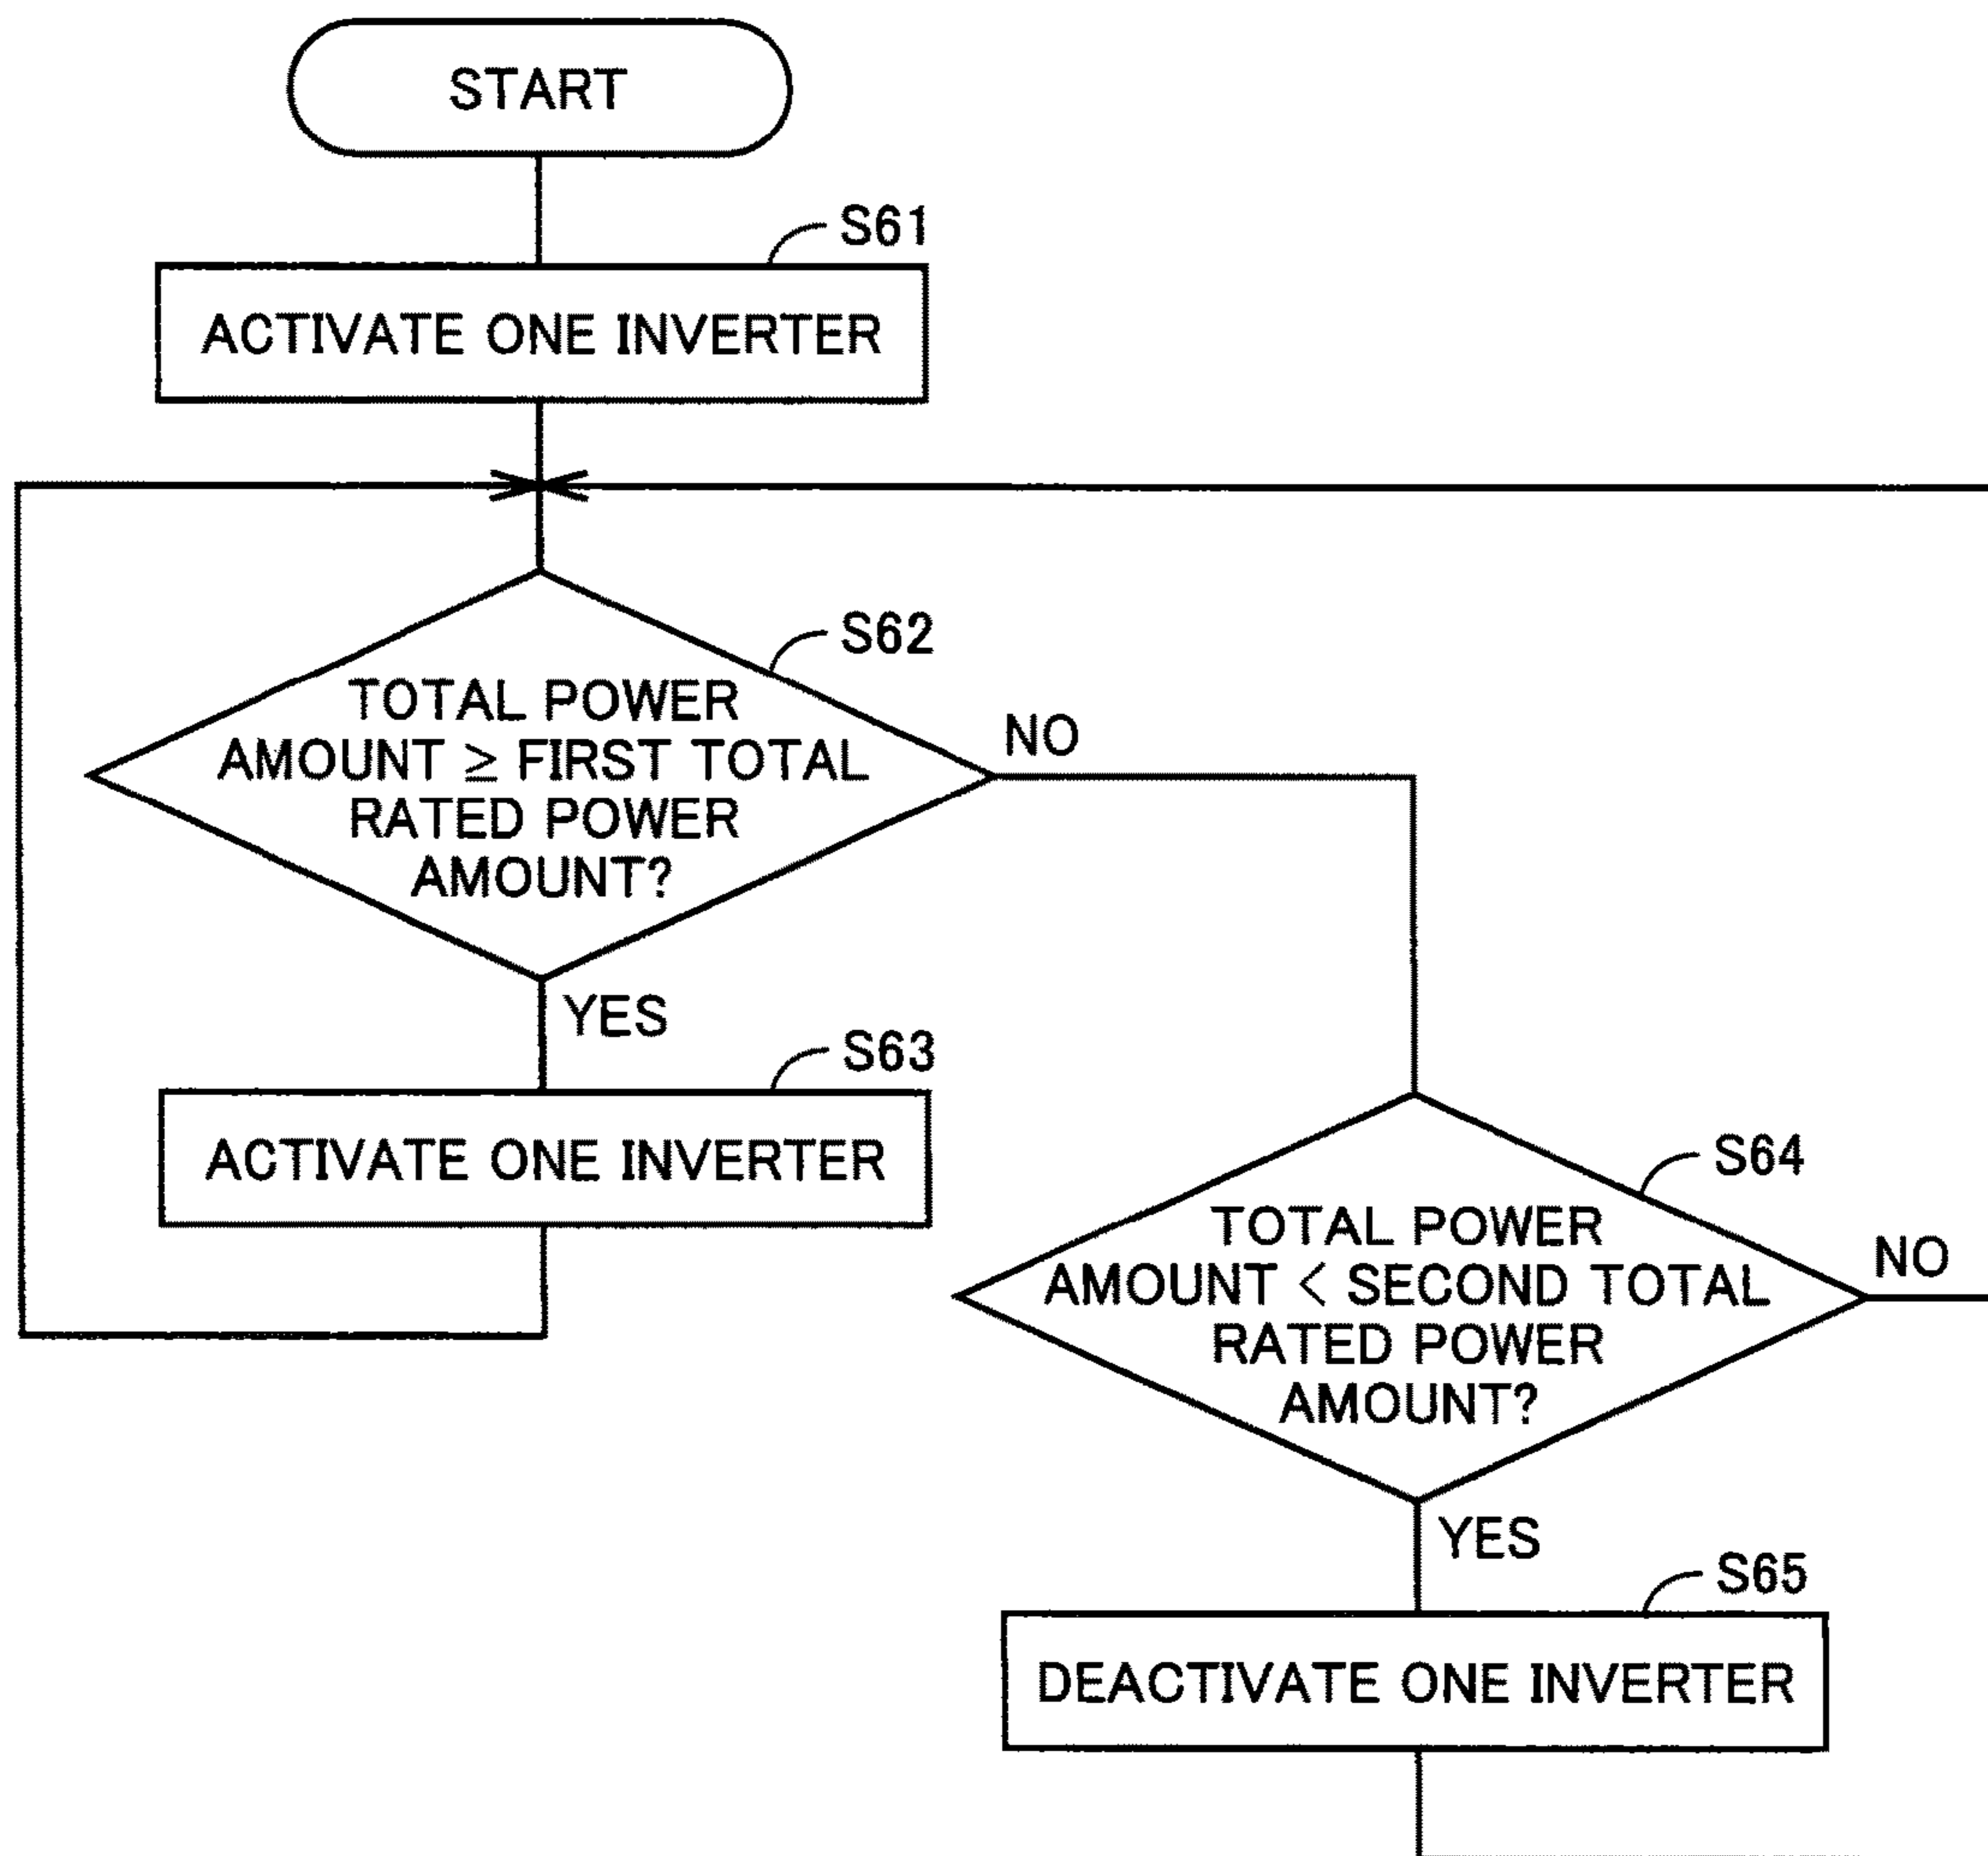 START
S61
ACTIVATE ONE INVERTER
S62
TOTAL POWER
AMOUNT ≥ FIRST TOTAL
RATED POWER
AMOUNT?
NO
YES
S63
ACTIVATE ONE INVERTER
S64
TOTAL POWER
AMOUNT < SECOND TOTAL
RATED POWER
AMOUNT?
NO
YES
S65
DEACTIVATE ONE INVERTER